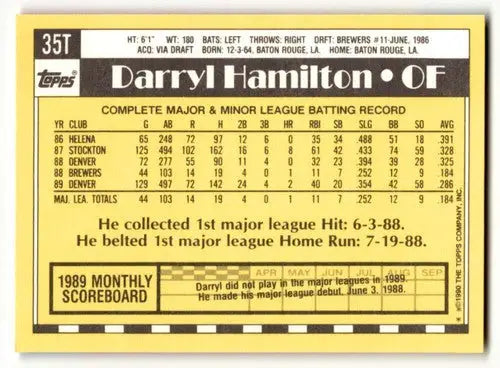 35T
HT: 6'1" WT: 180 BATS: LEFT THROWS: RIGHT DRFT: BREWERS #11-JUNE, 1986
ACQ: VIA DRAFT BORN: 12-3-64, BATON ROUGE, LA. HOME: BATON ROUGE, LA.
Topps Darryl Hamilton • OF
COMPLETE MAJOR & MINOR LEAGUE BATTING RECORD
YR CLUB G AB R H 2B 3B HR RBI SB SLG BB SO AVG
86 HELENA 65 248 72 97 12 6 0 35 34 .488 51 18 .391
87 STOCKTON 125 494 102 162 16 6 8 61 42 .433 74 59 .328
88 DENVER 72 277 55 90 11 4 0 32 23 .394 39 28 .325
88 BREWERS 44 103 14 19 4 0 1 11 7 .252 12 9 .184
89 DENVER 129 497 72 142 24 4 2 40 20 .354 42 58 .286
MAJ. LEA. TOTALS 44 103 14 19 4 0 1 11 7 .252 12 9 .184
He collected 1st major league Hit: 6-3-88.
He belted 1st major league Home Run: 7-19-88.
1989 MONTHLY
SCOREBOARD
APR MAY JUN JUL AUG SEP
Darryl did not play in the major leagues in 1989.
He made his major league debut, June 3, 1988.
* * ©1990 THE TOPPS COMPANY, INC.